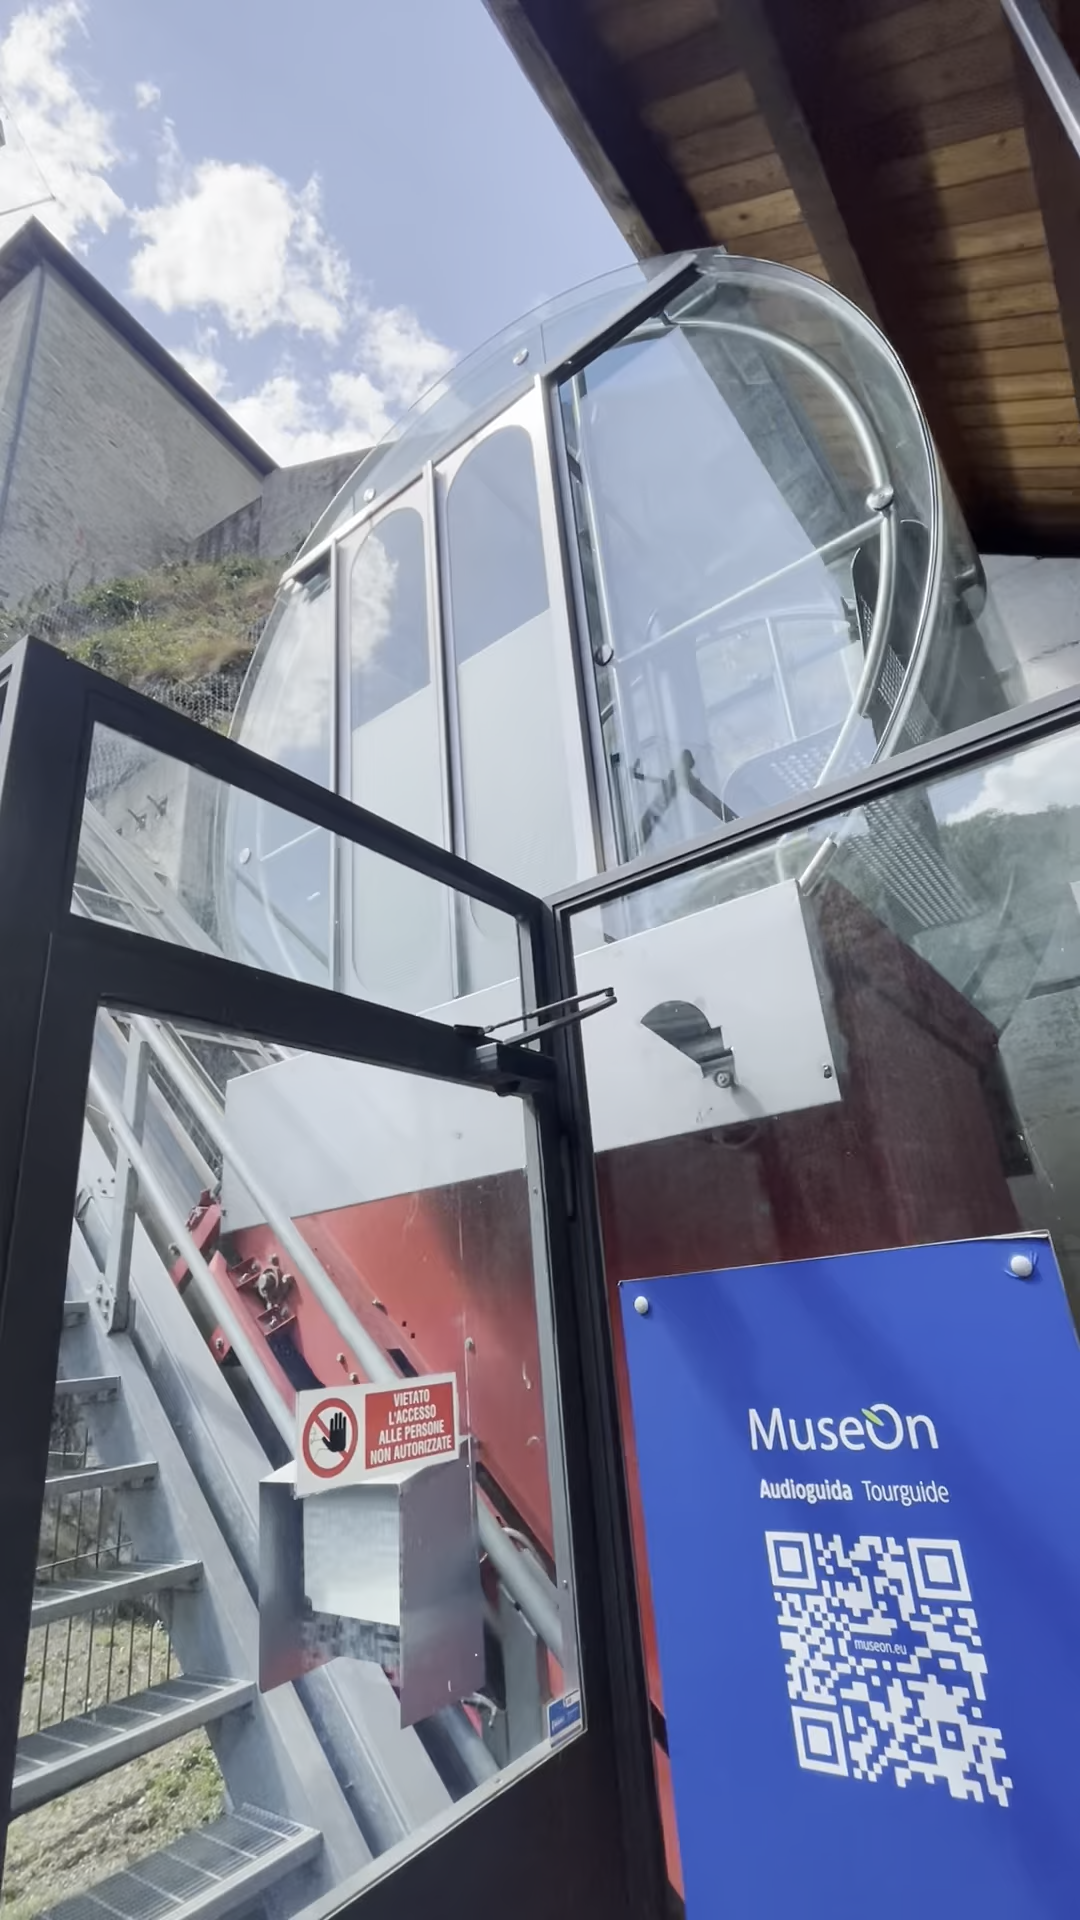 VIETATO
L'ACCESSO
ALLE PERSONE
NON AUTORIZZATE
MuseOn
Audioguida Tourguide
museon.eu